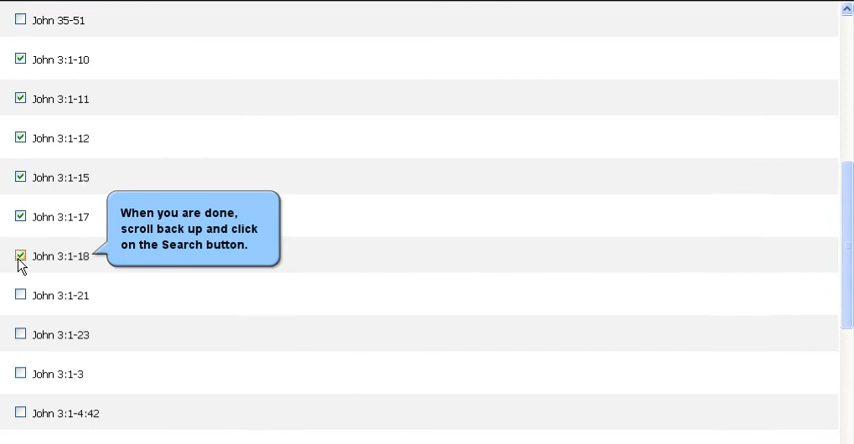 John 35-51
John 3:1-10
John 3:1-11
John 3:1-12
John 3:1-15
John 3:1-17
When you are done,
scroll back up and click
on the Search button.
John 3:1-18
John 3:1-21
John 3:1-23
John 3:1-3
John 3:1-4:42